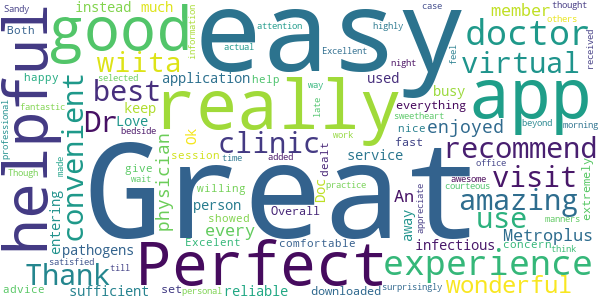 Sandy
instead
much
easy
member
case
thought
others
Both
good
attention
highly
doctor
information
actual
Excellent
wiita
feel
received
helpful
happy
application
help
night
virtual
selected
best
used
way
busy
app
fantastic
keep
really
everything
late
sweetheart
beyond
morning
professional
convenient
Dr
Love
Ok
clinic
work
nice
enjoyed
bedside
fast
recommend
Though
physician
session
time
added
dealt
service
office
made
give
wait
Great
awesome
visit
extremely
entering
person
willing
Doc
practice
An
away
appreciate
courteous
amazing
showed
Overall
use
manners
every
Metroplus
pathogens
Excelent
comfortable
infectious
concern
think
satisfied
till
Perfect
experience
Thank
surprisingly
advice
sufficient
set
personal
reliable
downloaded
wonderful